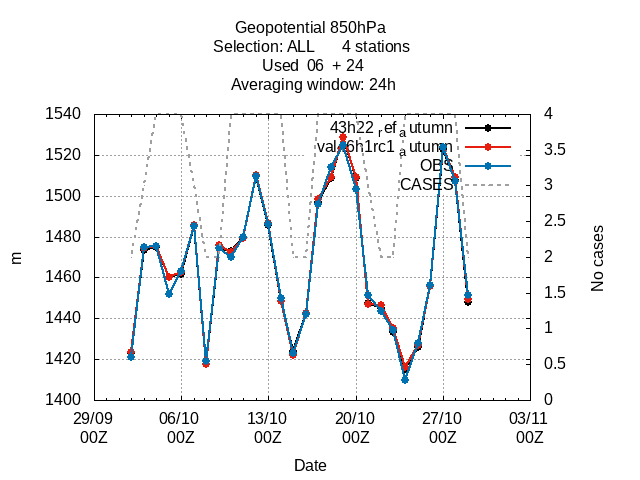 Geopotential 850hPa
Selection: ALL 4 stations
Used 06 + 24
Averaging window: 24h
43h22_ref_autumn
CASES
OBS
1540
1520
1500
1480
1460
1440
1420
1400
4
3.5
3
2.5
2
1.5
1
0.5
0
m
No cases
29/09 06/10 13/10 20/10 27/10 03/11
00Z 00Z 00Z 00Z 00Z 00Z
Date